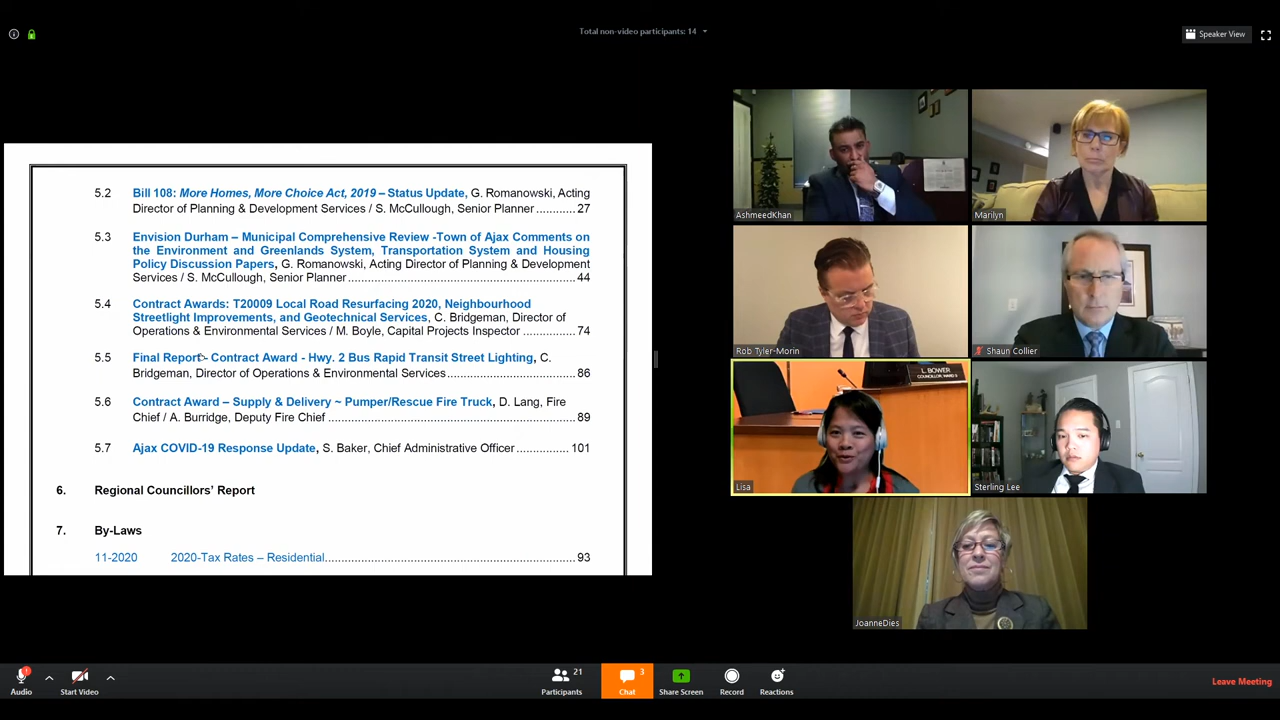 Total non-video participants: 14
Speaker View
5.2 Bill 108: More Homes, More Choice Act, 2019 – Status Update, G. Romanowski, Acting
Director of Planning & Development Services / S. McCullough, Senior Planner ............ 27
5.3 Envision Durham – Municipal Comprehensive Review -Town of Ajax Comments on
the Environment and Greenlands System, Transportation System and Housing
Policy Discussion Papers, G. Romanowski, Acting Director of Planning & Development
Services / S. McCullough, Senior Planner ..................................................................... 44
5.4 Contract Awards: T20009 Local Road Resurfacing 2020, Neighbourhood
Streetlight Improvements, and Geotechnical Services, C. Bridgeman, Director of
Operations & Environmental Services / M. Boyle, Capital Projects Inspector ................. 74
5.5 Final Report - Contract Award - Hwy. 2 Bus Rapid Transit Street Lighting, C.
Bridgeman, Director of Operations & Environmental Services ....................................... 86
5.6 Contract Award – Supply & Delivery ~ Pumper/Rescue Fire Truck, D. Lang, Fire
Chief / A. Burridge, Deputy Fire Chief ........................................................................... 89
5.7 Ajax COVID-19 Response Update, S. Baker, Chief Administrative Officer ................ 101
6. Regional Councillors' Report
7. By-Laws
11-2020 2020-Tax Rates – Residential ................................................................................ 93
AshmeedKhan
Marilyn
Rob Tyler-Morin
Shaun Collier
L. BOWER
COUNCILLOR, WARD 3
Lisa
Sterling Lee
JoanneDies
Audio
Start Video
21
Participants
3
Chat
Share Screen
Record
Reactions
Leave Meeting